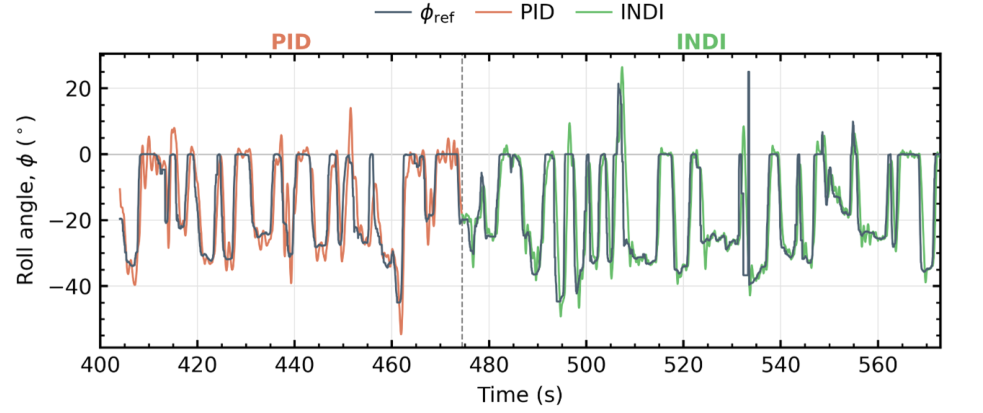 ϕref PID INDI
PID INDI
20
0
−20
−40
Roll angle, ϕ (°)
400 420 440 460 480 500 520 540 560
Time (s)